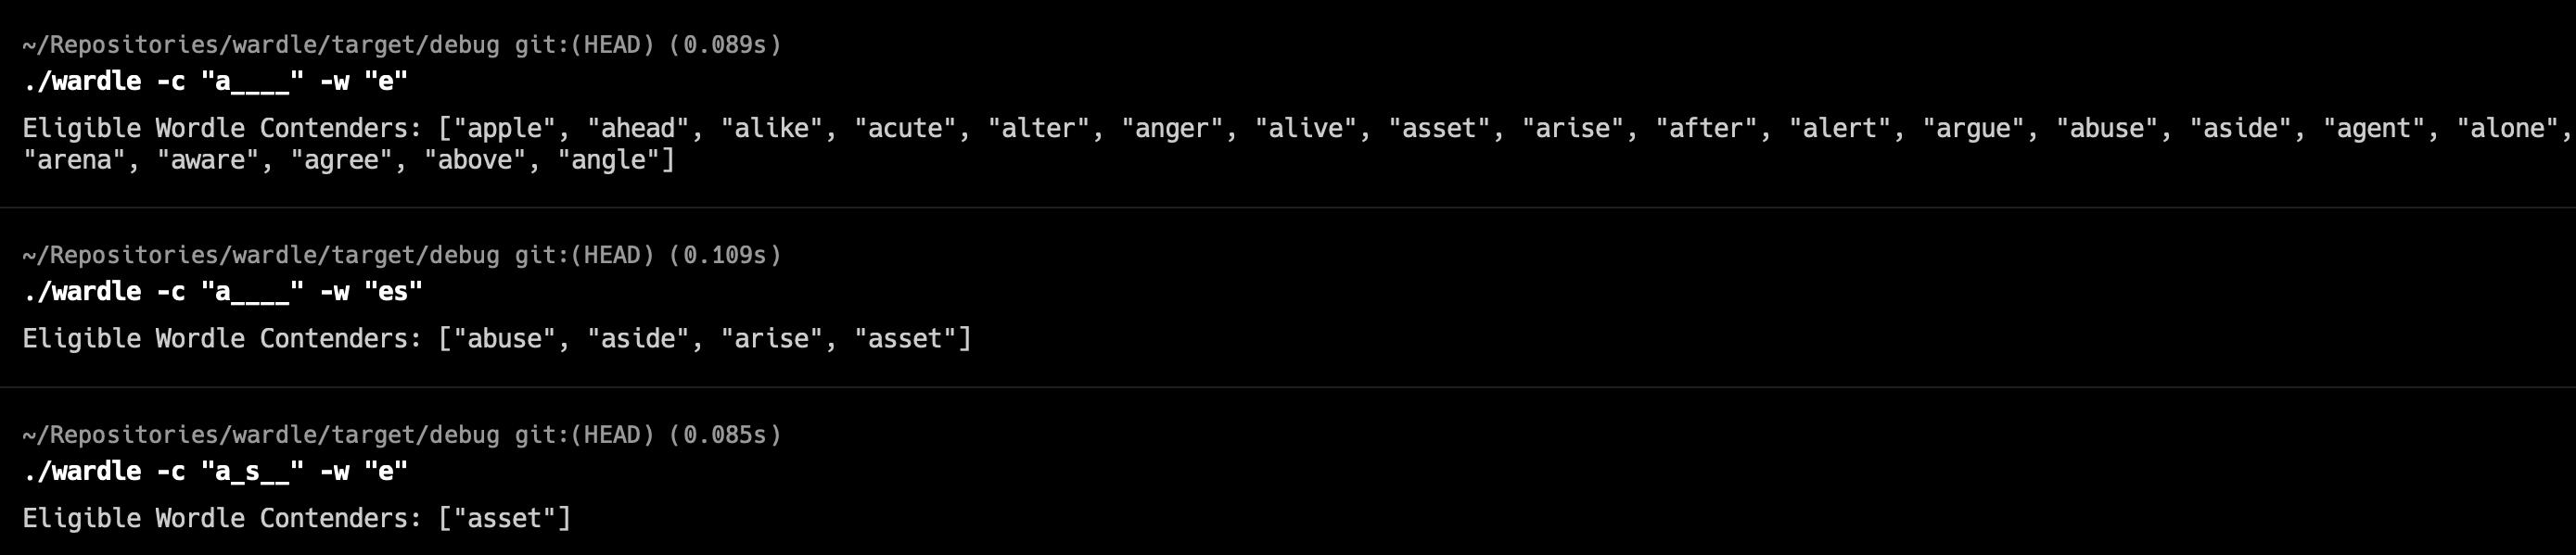 ~/Repositories/wardle/target/debug git:(HEAD) (0.089s)
./wardle -c "a____" -w "e"
Eligible Wordle Contenders: ["apple", "ahead", "alike", "acute", "alter", "anger", "alive", "asset", "arise", "after", "alert", "argue", "abuse", "aside", "agent", "alone",
"arena", "aware", "agree", "above", "angle"]
~/Repositories/wardle/target/debug git:(HEAD) (0.109s)
./wardle -c "a____" -w "es"
Eligible Wordle Contenders: ["abuse", "aside", "arise", "asset"]
~/Repositories/wardle/target/debug git:(HEAD) (0.085s)
./wardle -c "a_s__" -w "e"
Eligible Wordle Contenders: ["asset"]